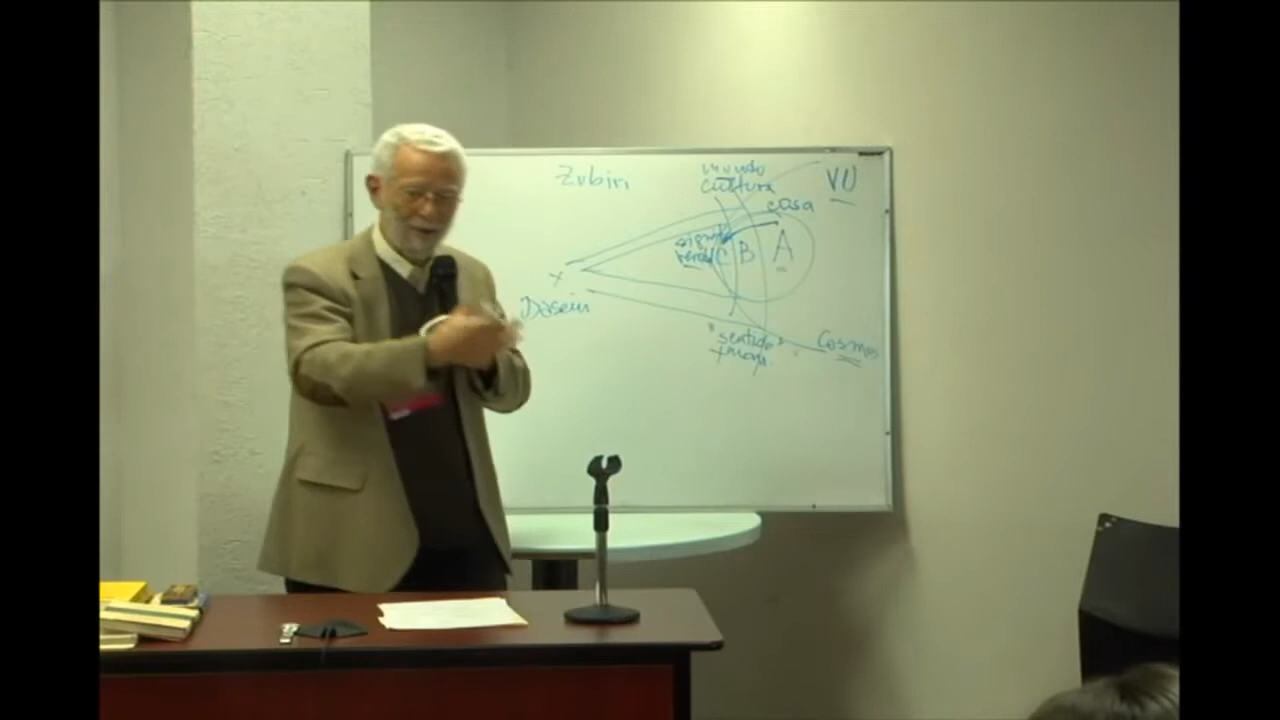 Zubiri
mundo
cultura
VU
casa
C B A
Dasein
"sentido"
Cosmos